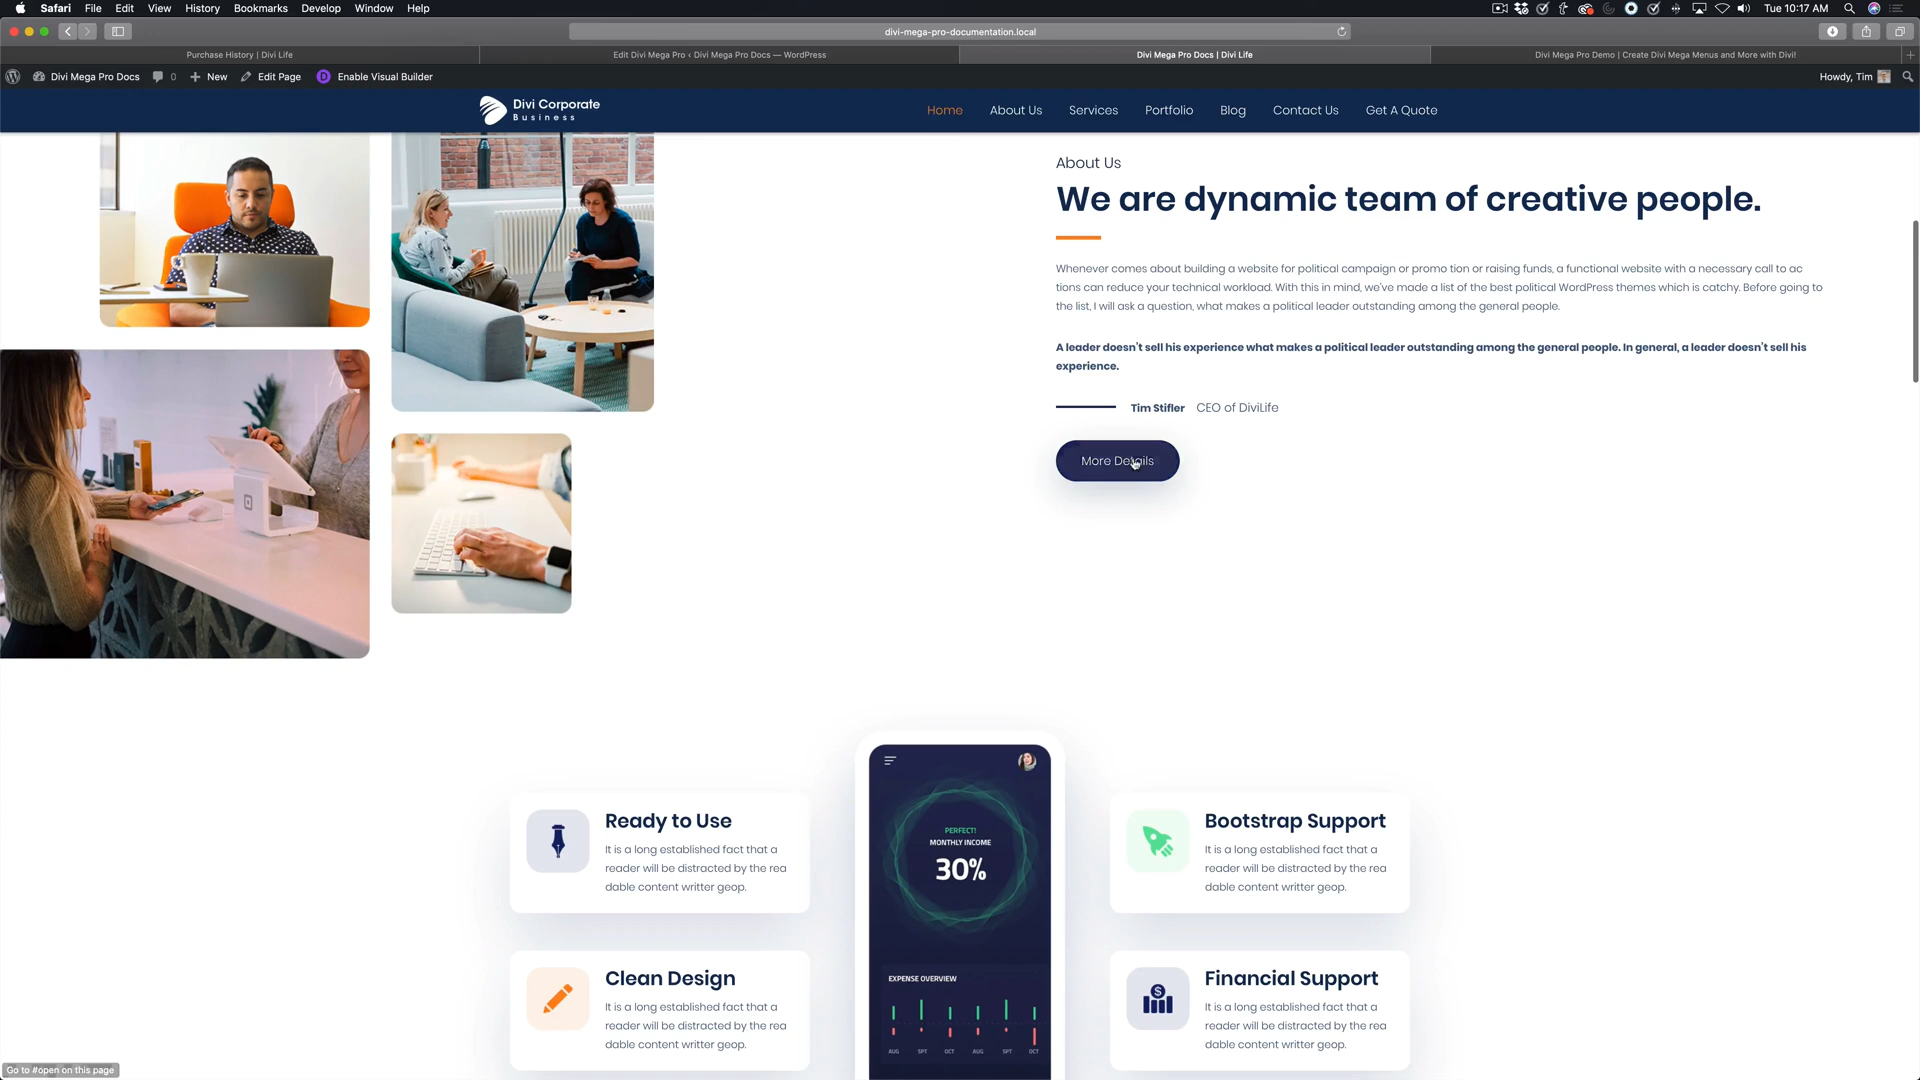 Safari File Edit View History Bookmarks Develop Window Help Tue 10:17 AM
divi-mega-pro-documentation.local
Purchase History | Divi Life Edit Divi Mega Pro ‹ Divi Mega Pro Docs — WordPress Divi Mega Pro Docs | Divi Life Divi Mega Pro Demo | Create Divi Mega Menus and More with Divi!
Divi Mega Pro Docs 0 New Edit Page D Enable Visual Builder Howdy, Tim
Divi Corporate
Business
Home About Us Services Portfolio Blog Contact Us Get A Quote
About Us
We are dynamic team of creative people.
Whenever comes about building a website for political campaign or promo tion or raising funds, a functional website with a necessary call to ac
tions can reduce your technical workload. With this in mind, we've made a list of the best political WordPress themes which is catchy. Before going to
the list, I will ask a question, what makes a political leader outstanding among the general people.
A leader doesn't sell his experience what makes a political leader outstanding among the general people. In general, a leader doesn't sell his
experience.
Tim Stifler CEO of DiviLife
More Details
Ready to Use
It is a long established fact that a
reader will be distracted by the rea
dable content writter geop.
Clean Design
It is a long established fact that a
reader will be distracted by the rea
dable content writter geop.
PERFECT!
MONTHLY INCOME
30%
EXPENSE OVERVIEW
AUG SPT OCT AUG SPT OCT
Bootstrap Support
It is a long established fact that a
reader will be distracted by the rea
dable content writter geop.
Financial Support
It is a long established fact that a
reader will be distracted by the rea
dable content writter geop.
Go to #open on this page